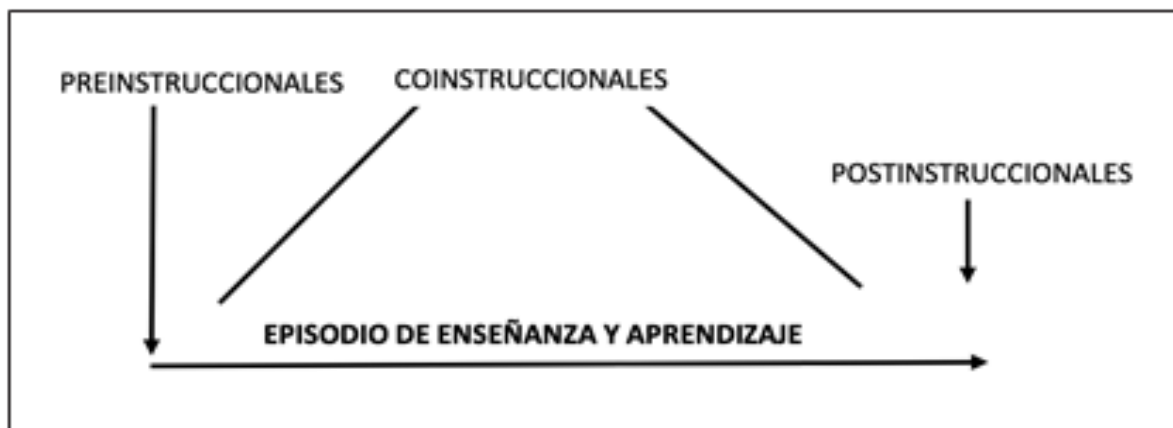 PREINSTRUCCIONALES
COINSTRUCCIONALES
POSTINSTRUCCIONALES
EPISODIO DE ENSEÑANZA Y APRENDIZAJE